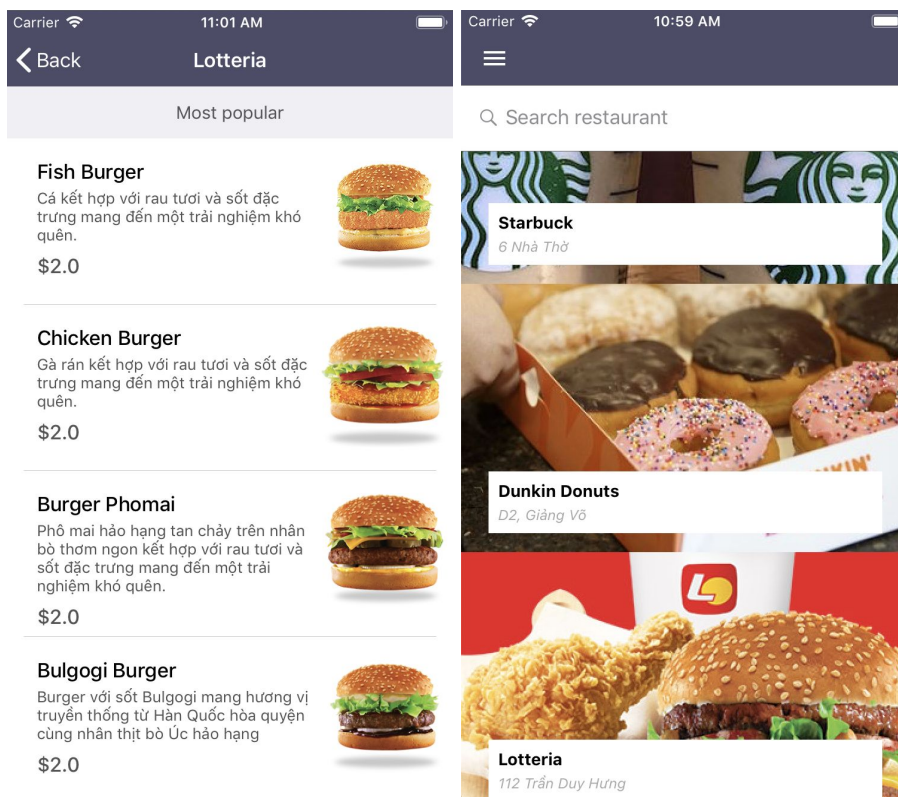 Carrier
11:01 AM
Back
Lotteria
Most popular
Fish Burger
Cá kết hợp với rau tươi và sốt đặc
trưng mang đến một trải nghiệm khó
quên.
$2.0
Chicken Burger
Gà rán kết hợp với rau tươi và sốt đặc
trưng mang đến một trải nghiệm khó
quên.
$2.0
Burger Phomai
Phô mai hảo hạng tan chảy trên nhân
bò thơm ngon kết hợp với rau tươi và
sốt đặc trưng mang đến một trải
nghiệm khó quên.
$2.0
Bulgogi Burger
Burger với sốt Bulgogi mang hương vị
truyền thống từ Hàn Quốc hòa quyện
cùng nhân thịt bò Úc hảo hạng
$2.0
Carrier
10:59 AM
Search restaurant
Starbuck
6 Nhà Thờ
Dunkin Donuts
D2, Giảng Võ
Lotteria
112 Trần Duy Hưng